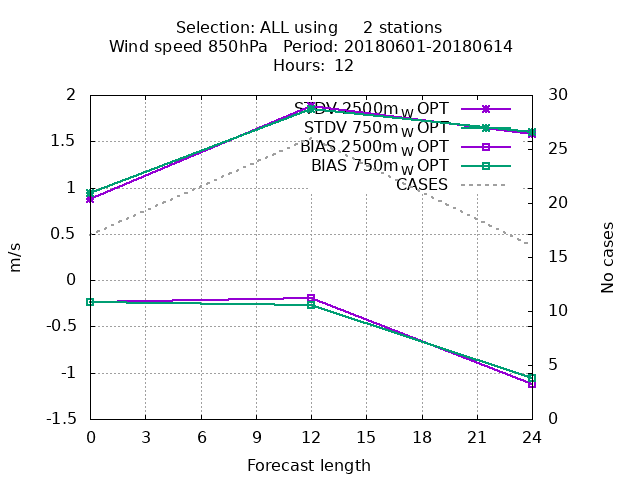 Selection: ALL using 2 stations
Wind speed 850hPa Period: 20180601-20180614
Hours: 12
STDV 2500m W OPT
STDV 750m W OPT
BIAS 2500m W OPT
BIAS 750m W OPT
CASES
2
1.5
1
0.5
0
-0.5
-1
-1.5
m/s
30
25
20
15
10
5
0
No cases
0 3 6 9 12 15 18 21 24
Forecast length